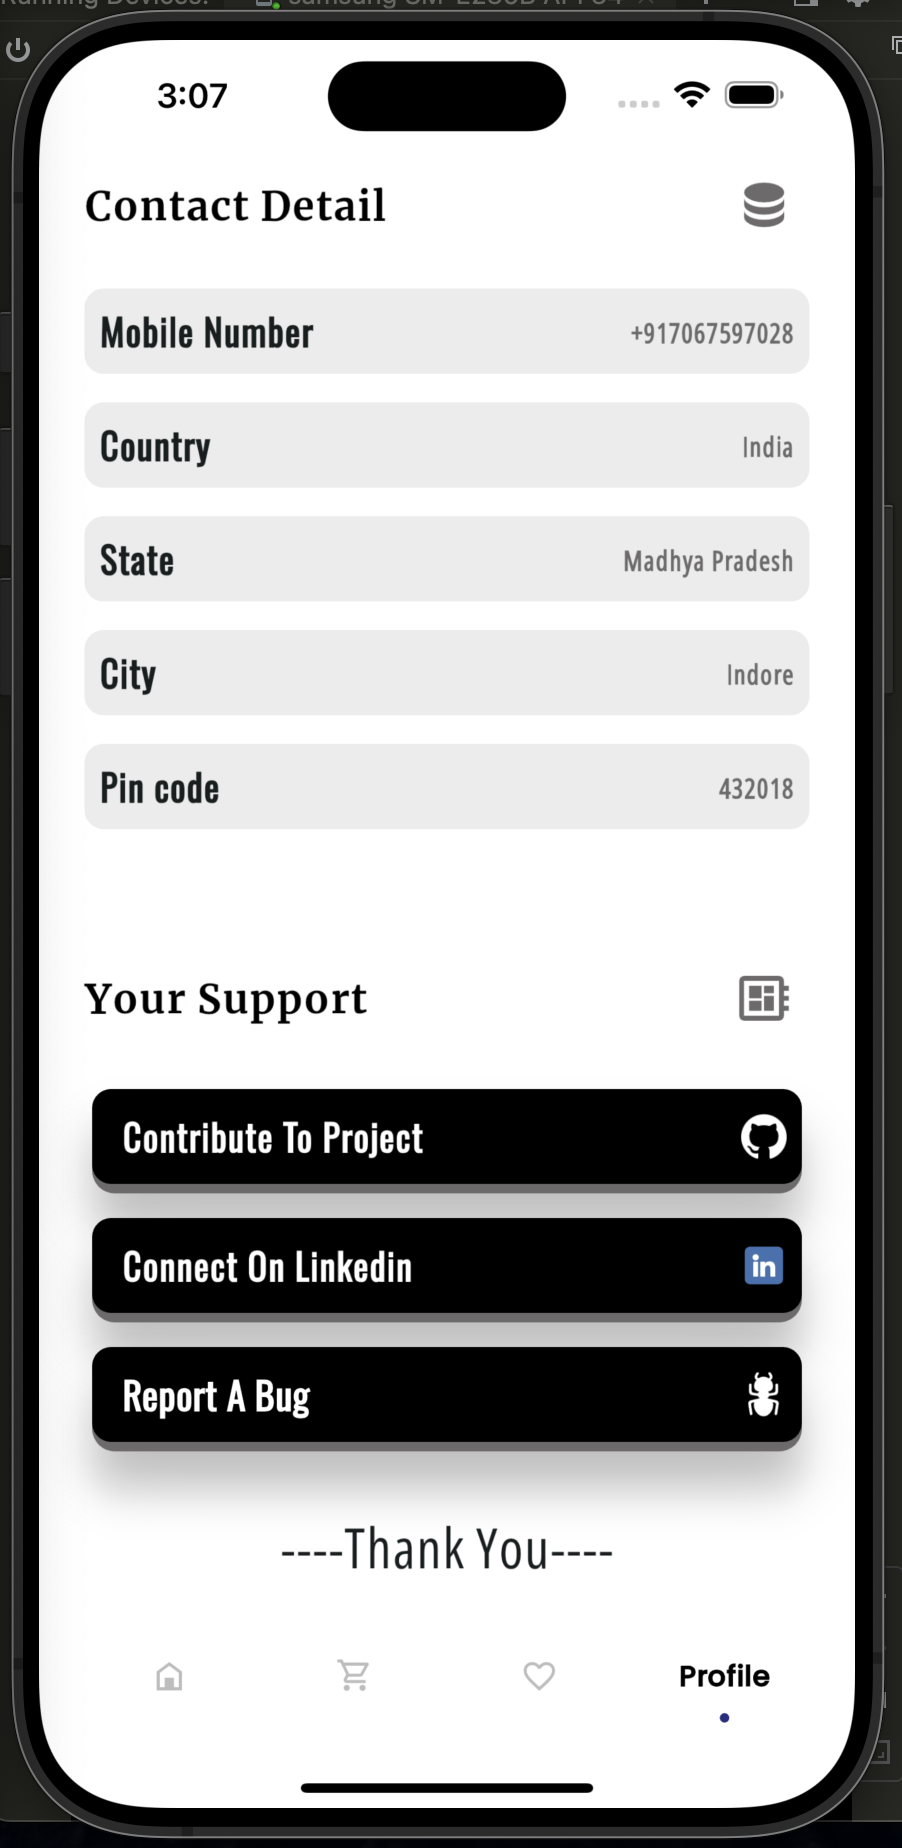 3:07
Contact Detail
Mobile Number +917067597028
Country India
State Madhya Pradesh
City Indore
Pin code 432018
Your Support
Contribute To Project
Connect On Linkedin in
Report A Bug
----Thank You----
Profile